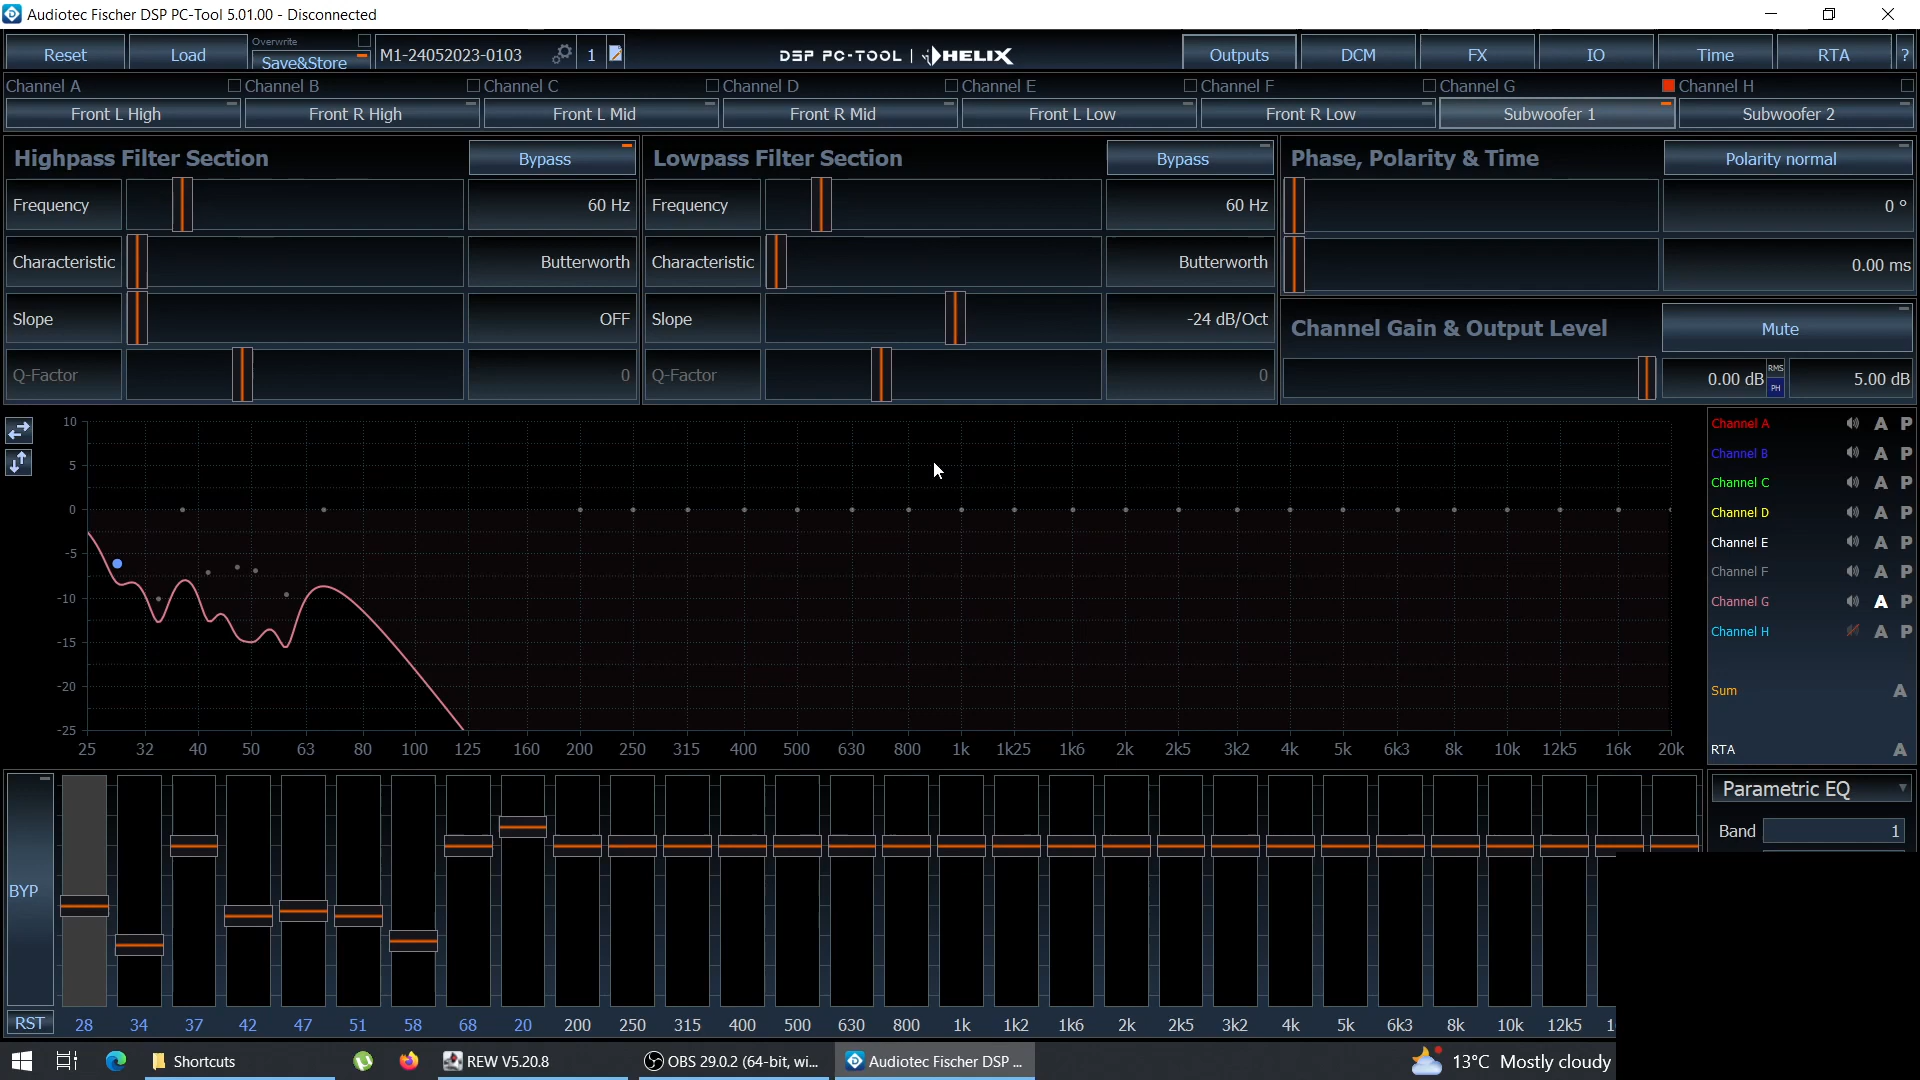 Audiotec Fischer DSP PC-Tool 5.01.00 - Disconnected
Reset
Load
Overwrite
Save&Store
M1-24052023-0103
1
DSP PC-TOOL | HELIX
Outputs
DCM
FX
IO
Time
RTA
?
Channel A
Channel B
Channel C
Channel D
Channel E
Channel F
Channel G
Channel H
Front L High
Front R High
Front L Mid
Front R Mid
Front L Low
Front R Low
Subwoofer 1
Subwoofer 2
Highpass Filter Section
Bypass
Frequency
60 Hz
Characteristic
Butterworth
Slope
OFF
Q-Factor
0
Lowpass Filter Section
Bypass
Frequency
60 Hz
Characteristic
Butterworth
Slope
-24 dB/Oct
Q-Factor
0
Phase, Polarity & Time
Polarity normal
0 °
0.00 ms
Channel Gain & Output Level
Mute
0.00 dB
RMS
PH
5.00 dB
10
5
0
-5
-10
-15
-20
-25
25 32 40 50 63 80 100 125 160 200 250 315 400 500 630 800 1k 1k25 1k6 2k 2k5 3k2 4k 5k 6k3 8k 10k 12k5 16k 20k
Channel A A P
Channel B A P
Channel C A P
Channel D A P
Channel E A P
Channel F A P
Channel G A P
Channel H A P
Sum A
RTA A
Parametric EQ
Band 1
BYP
RST
28 34 37 42 47 51 58 68 20 200 250 315 400 500 630 800 1k 1k2 1k6 2k 2k5 3k2 4k 5k 6k3 8k 10k 12k5 1
Shortcuts
REW V5.20.8
OBS 29.0.2 (64-bit, wi...
Audiotec Fischer DSP ...
13°C Mostly cloudy